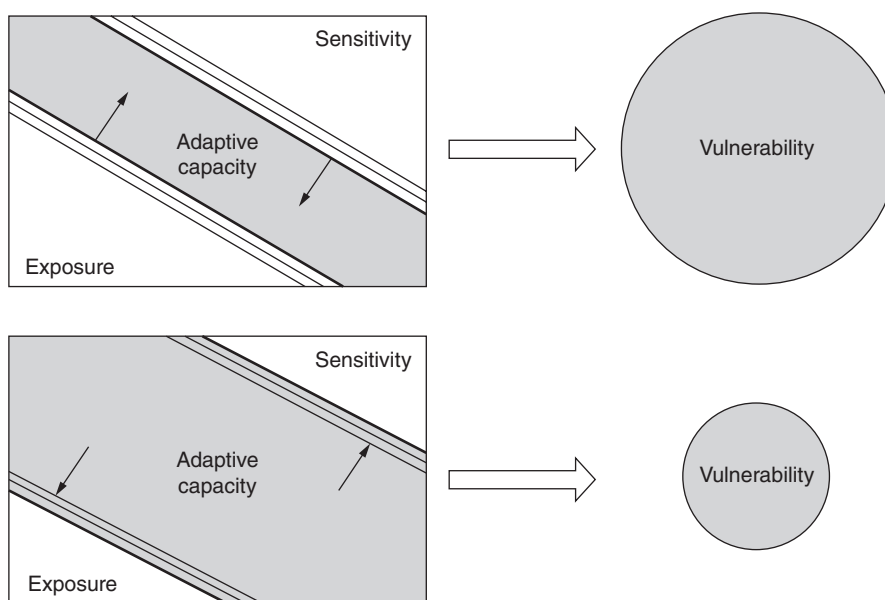 Sensitivity
Adaptive
capacity
Exposure
Vulnerability
Sensitivity
Adaptive
capacity
Exposure
Vulnerability